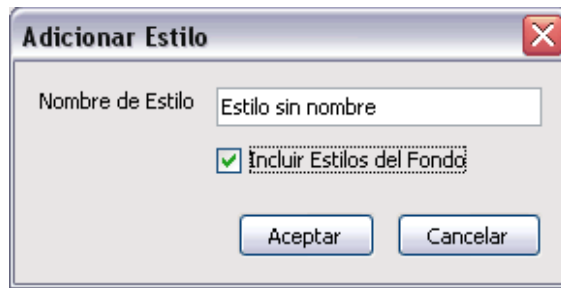 Adicionar Estilo
Nombre de Estilo Estilo sin nombre
Incluir Estilos del Fondo
Aceptar Cancelar